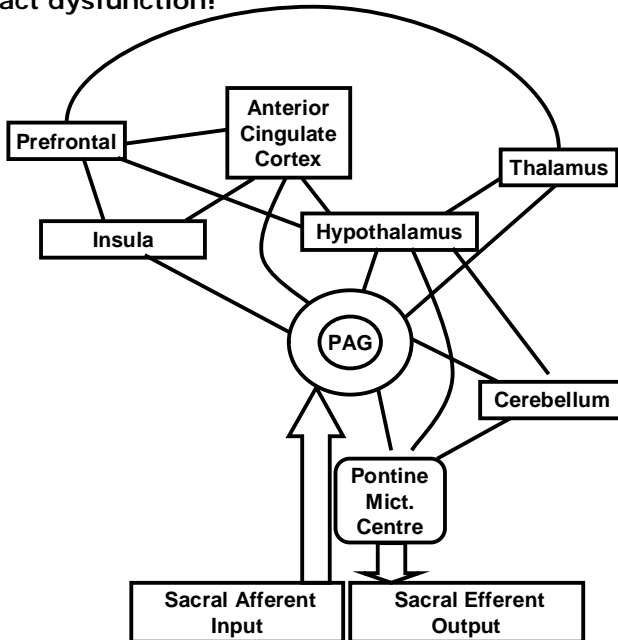 act dysfunction!
Anterior
Cingulate
Cortex
Prefrontal
Thalamus
Insula
Hypothalamus
PAG
Cerebellum
Pontine
Mict.
Centre
Sacral Afferent
Input
Sacral Efferent
Output